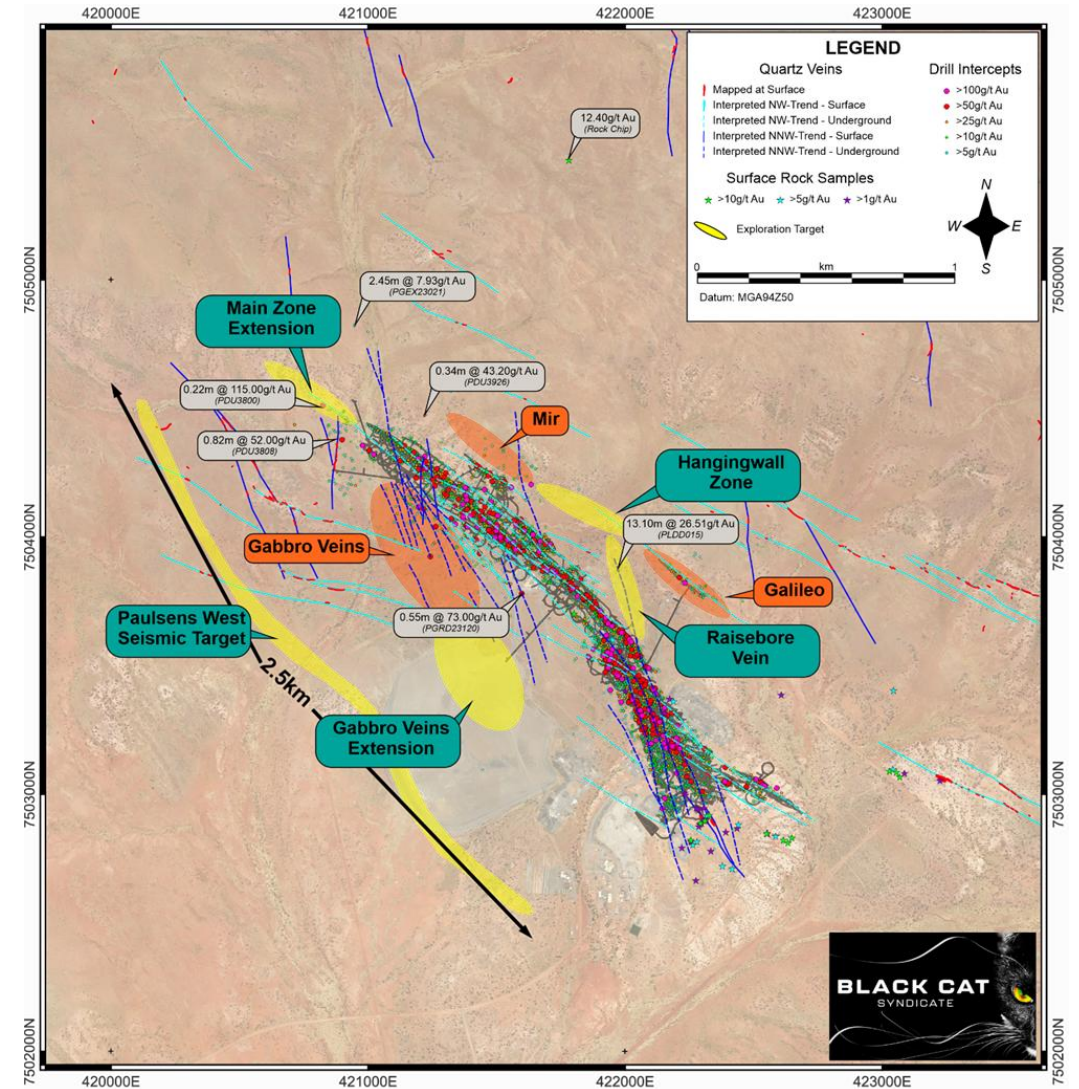 420000E
421000E
422000E
423000E
LEGEND
Quartz Veins
Mapped at Surface
Interpreted NW-Trend - Surface
Interpreted NW-Trend - Underground
Interpreted NNW-Trend - Surface
Interpreted NNW-Trend - Underground
Drill Intercepts
>100g/t Au
>50g/t Au
>25g/t Au
>10g/t Au
>5g/t Au
Surface Rock Samples
>10g/t Au
>5g/t Au
>1g/t Au
Exploration Target
N
W
E
S
0
km
1
Datum: MGA94Z50
12.40g/t Au
(Rock Chip)
7505000N
7505000N
2.45m @ 7.93g/t Au
(PGEX23021)
Main Zone
Extension
0.34m @ 43.20g/t Au
(PDU3926)
0.22m @ 115.00g/t Au
(PDU3800)
Mir
0.82m @ 52.00g/t Au
(PDU3808)
Hangingwall
Zone
13.10m @ 26.51g/t Au
(PLDD015)
7504000N
7504000N
Gabbro Veins
Galileo
Paulsens West
Seismic Target
0.55m @ 73.00g/t Au
(PGRD23120)
Raisebore
Vein
2.5km
Gabbro Veins
Extension
7503000N
7503000N
BLACK CAT
SYNDICATE
7502000N
7502000N
420000E
421000E
422000E
423000E